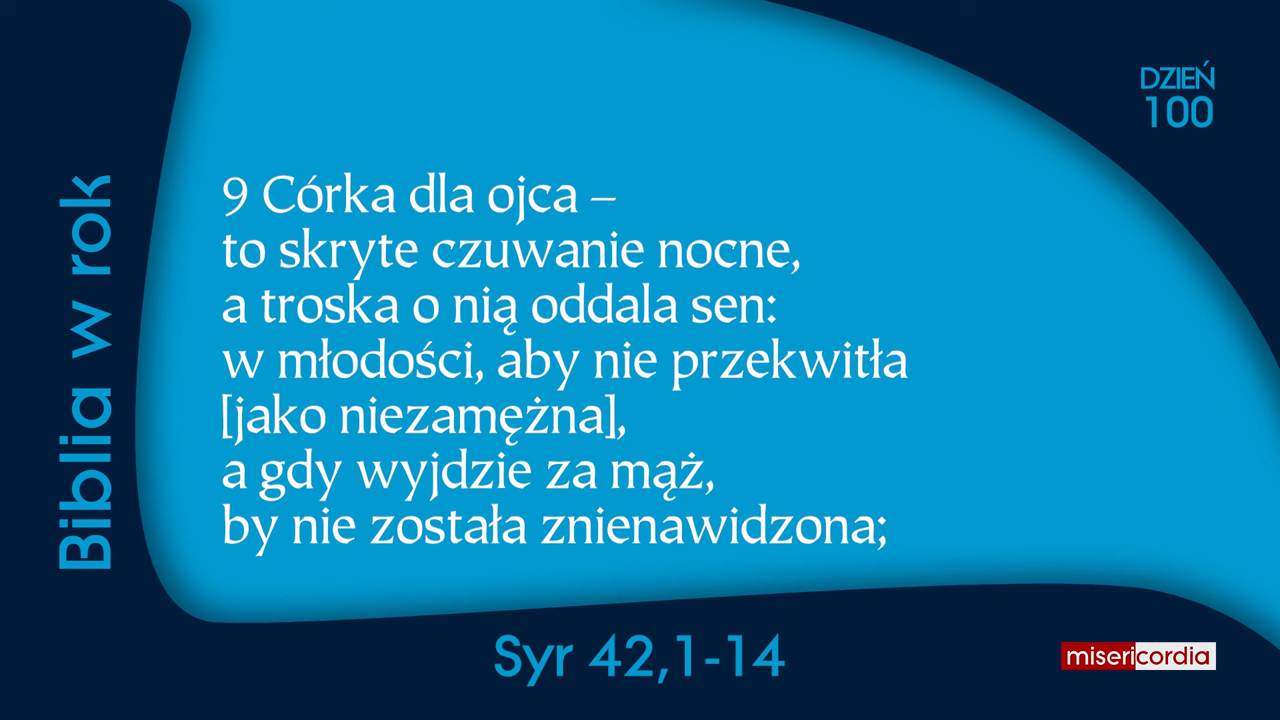 DZIEŃ
100
Biblia w rok
9 Córka dla ojca –
to skryte czuwanie nocne,
a troska o nią oddala sen:
w młodości, aby nie przekwitła
[jako niezamężna],
a gdy wyjdzie za mąż,
by nie została znienawidzona;
Syr 42,1-14
misericordia